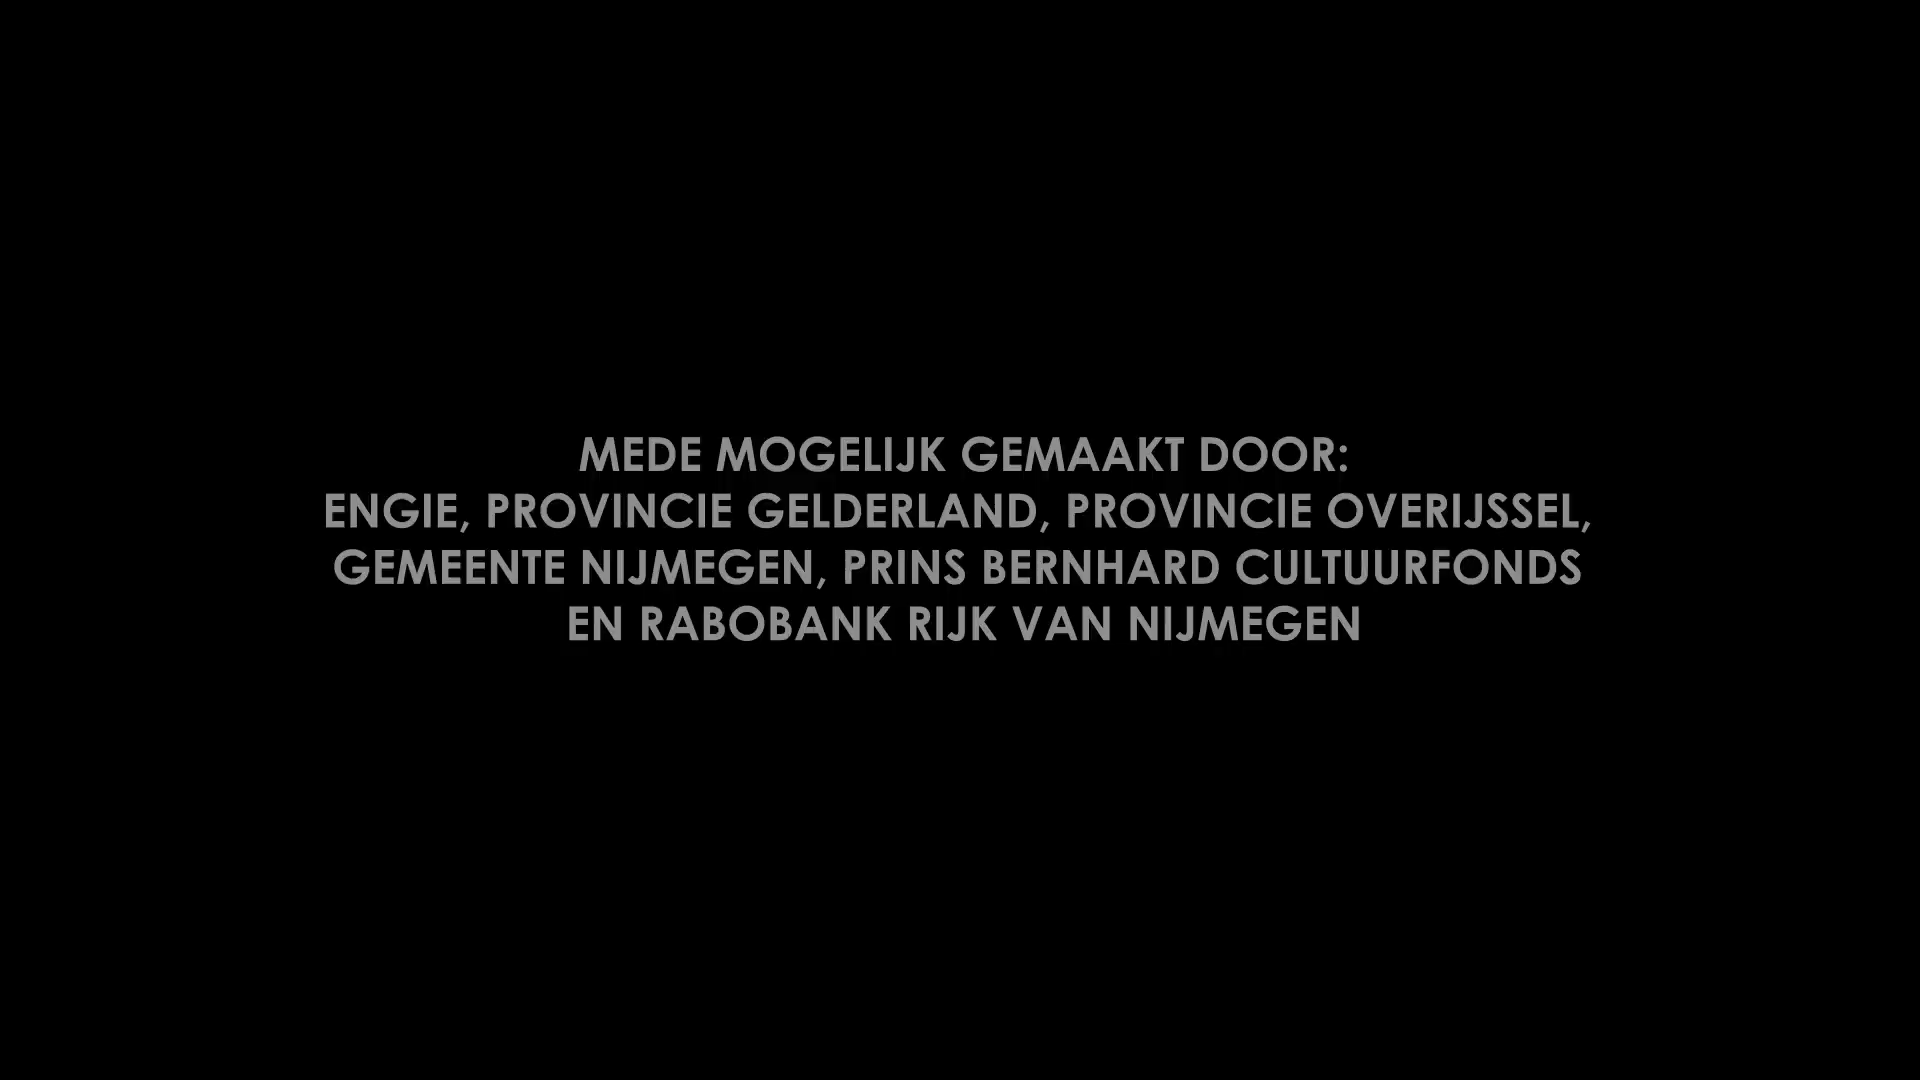 MEDE MOGELIJK GEMAAKT DOOR:
ENGIE, PROVINCIE GELDERLAND, PROVINCIE OVERIJSSEL,
GEMEENTE NIJMEGEN, PRINS BERNHARD CULTUURFONDS
EN RABOBANK RIJK VAN NIJMEGEN